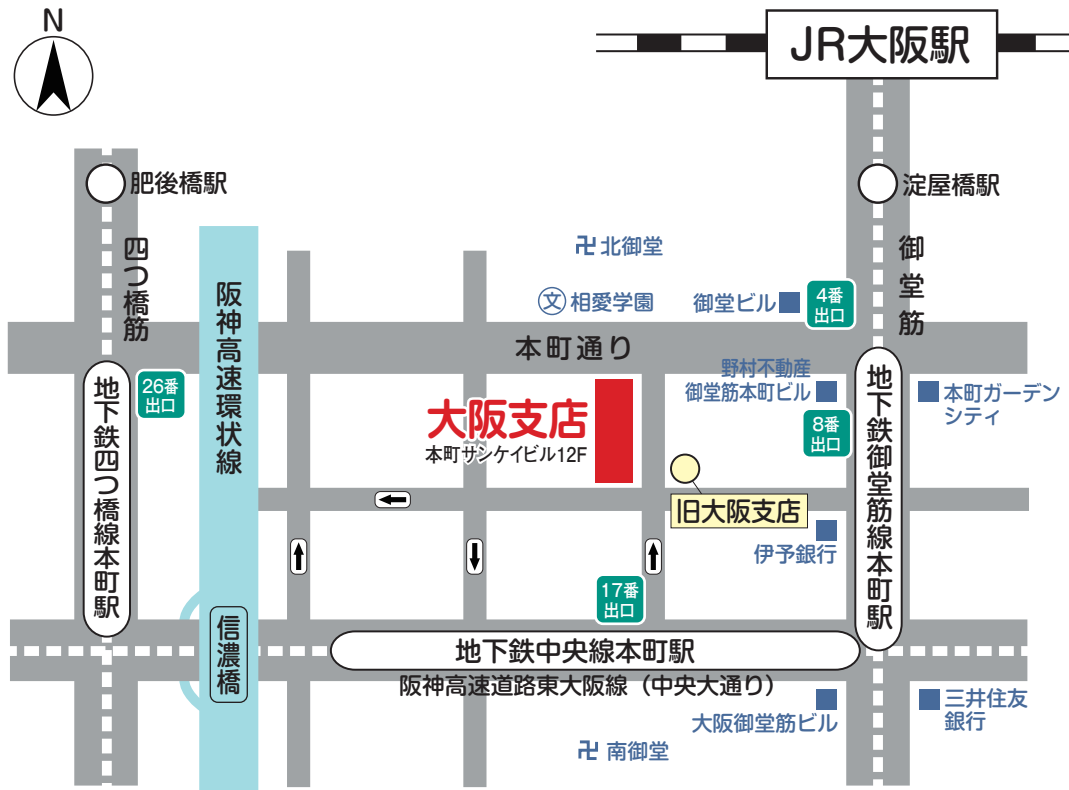 N
JR大阪駅
肥後橋駅
淀屋橋駅
四つ橋筋
阪神高速環状線
御堂筋
卍 北御堂
文 相愛学園
御堂ビル
4番
出口
本町通り
26番
出口
地下鉄四つ橋線本町駅
大阪支店
本町サンケイビル12F
野村不動産
御堂筋本町ビル
8番
出口
地下鉄御堂筋線本町駅
本町ガーデン
シティ
旧大阪支店
伊予銀行
17番
出口
信濃橋
地下鉄中央線本町駅
阪神高速道路東大阪線（中央大通り）
大阪御堂筋ビル
三井住友
銀行
卍 南御堂